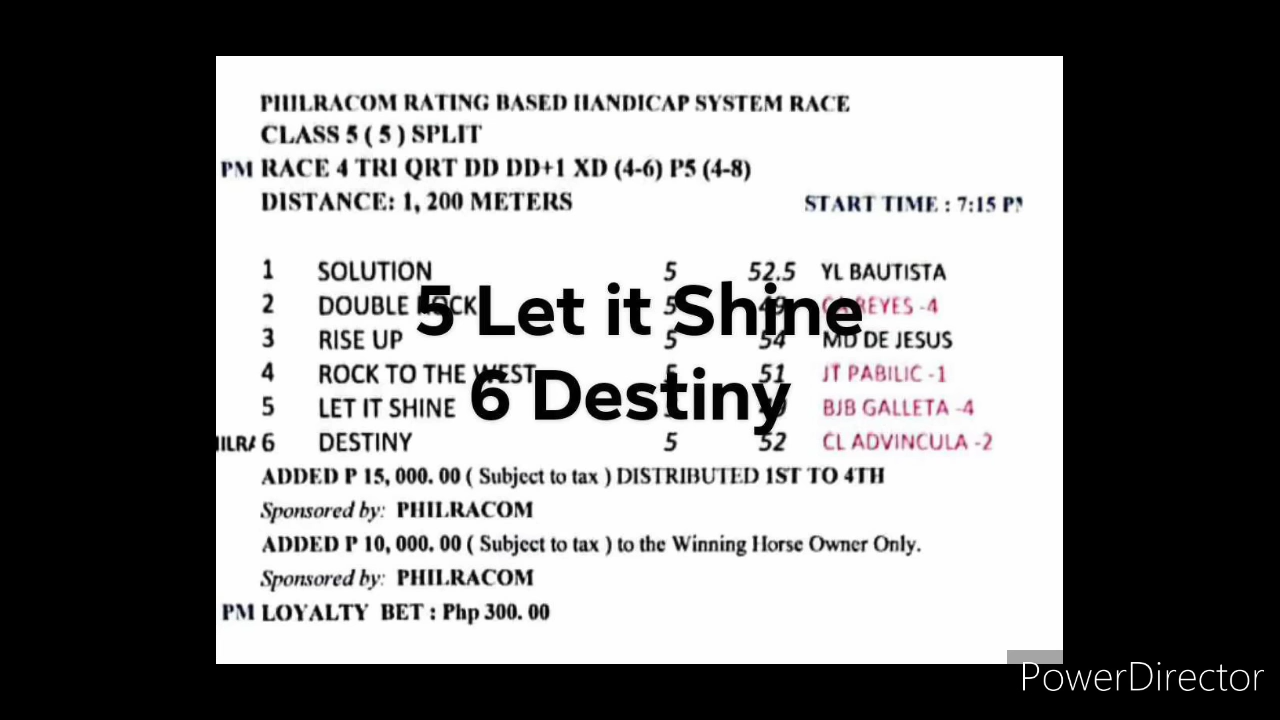 PHILRACOM RATING BASED HANDICAP SYSTEM RACE
CLASS 5 ( 5 ) SPLIT
PM RACE 4 TRI QRT DD DD+1 XD (4-6) P5 (4-8)
DISTANCE: 1, 200 METERS START TIME : 7:15
1 SOLUTION 5 52.5 YL BAUTISTA
2 DOUBLE ROCK 5 REYES -4
3 RISE UP 5 54 MD DE JESUS
4 ROCK TO THE WEST 51 JT PABILIC -1
5 LET IT SHINE BJB GALLETA -4
6 DESTINY 5 52 CL ADVINCULA -2
5 Let it Shine
6 Destiny
ADDED P 15, 000. 00 ( Subject to tax ) DISTRIBUTED 1ST TO 4TH
Sponsored by: PHILRACOM
ADDED P 10, 000. 00 ( Subject to tax ) to the Winning Horse Owner Only.
Sponsored by: PHILRACOM
PM LOYALTY BET : Php 300. 00
PowerDirector